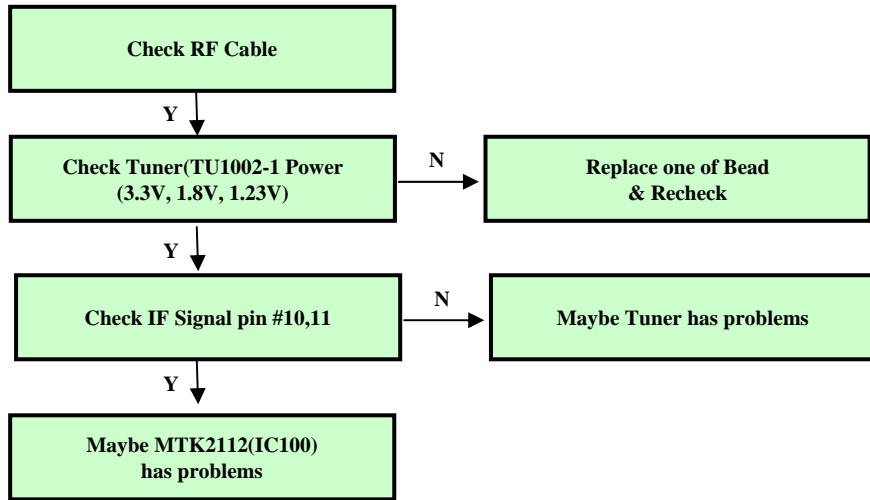 Check RF Cable
Y
Check Tuner(TU1002-1 Power
(3.3V, 1.8V, 1.23V)
N
Replace one of Bead
& Recheck
Y
Check IF Signal pin #10,11
N
Maybe Tuner has problems
Y
Maybe MTK2112(IC100)
has problems